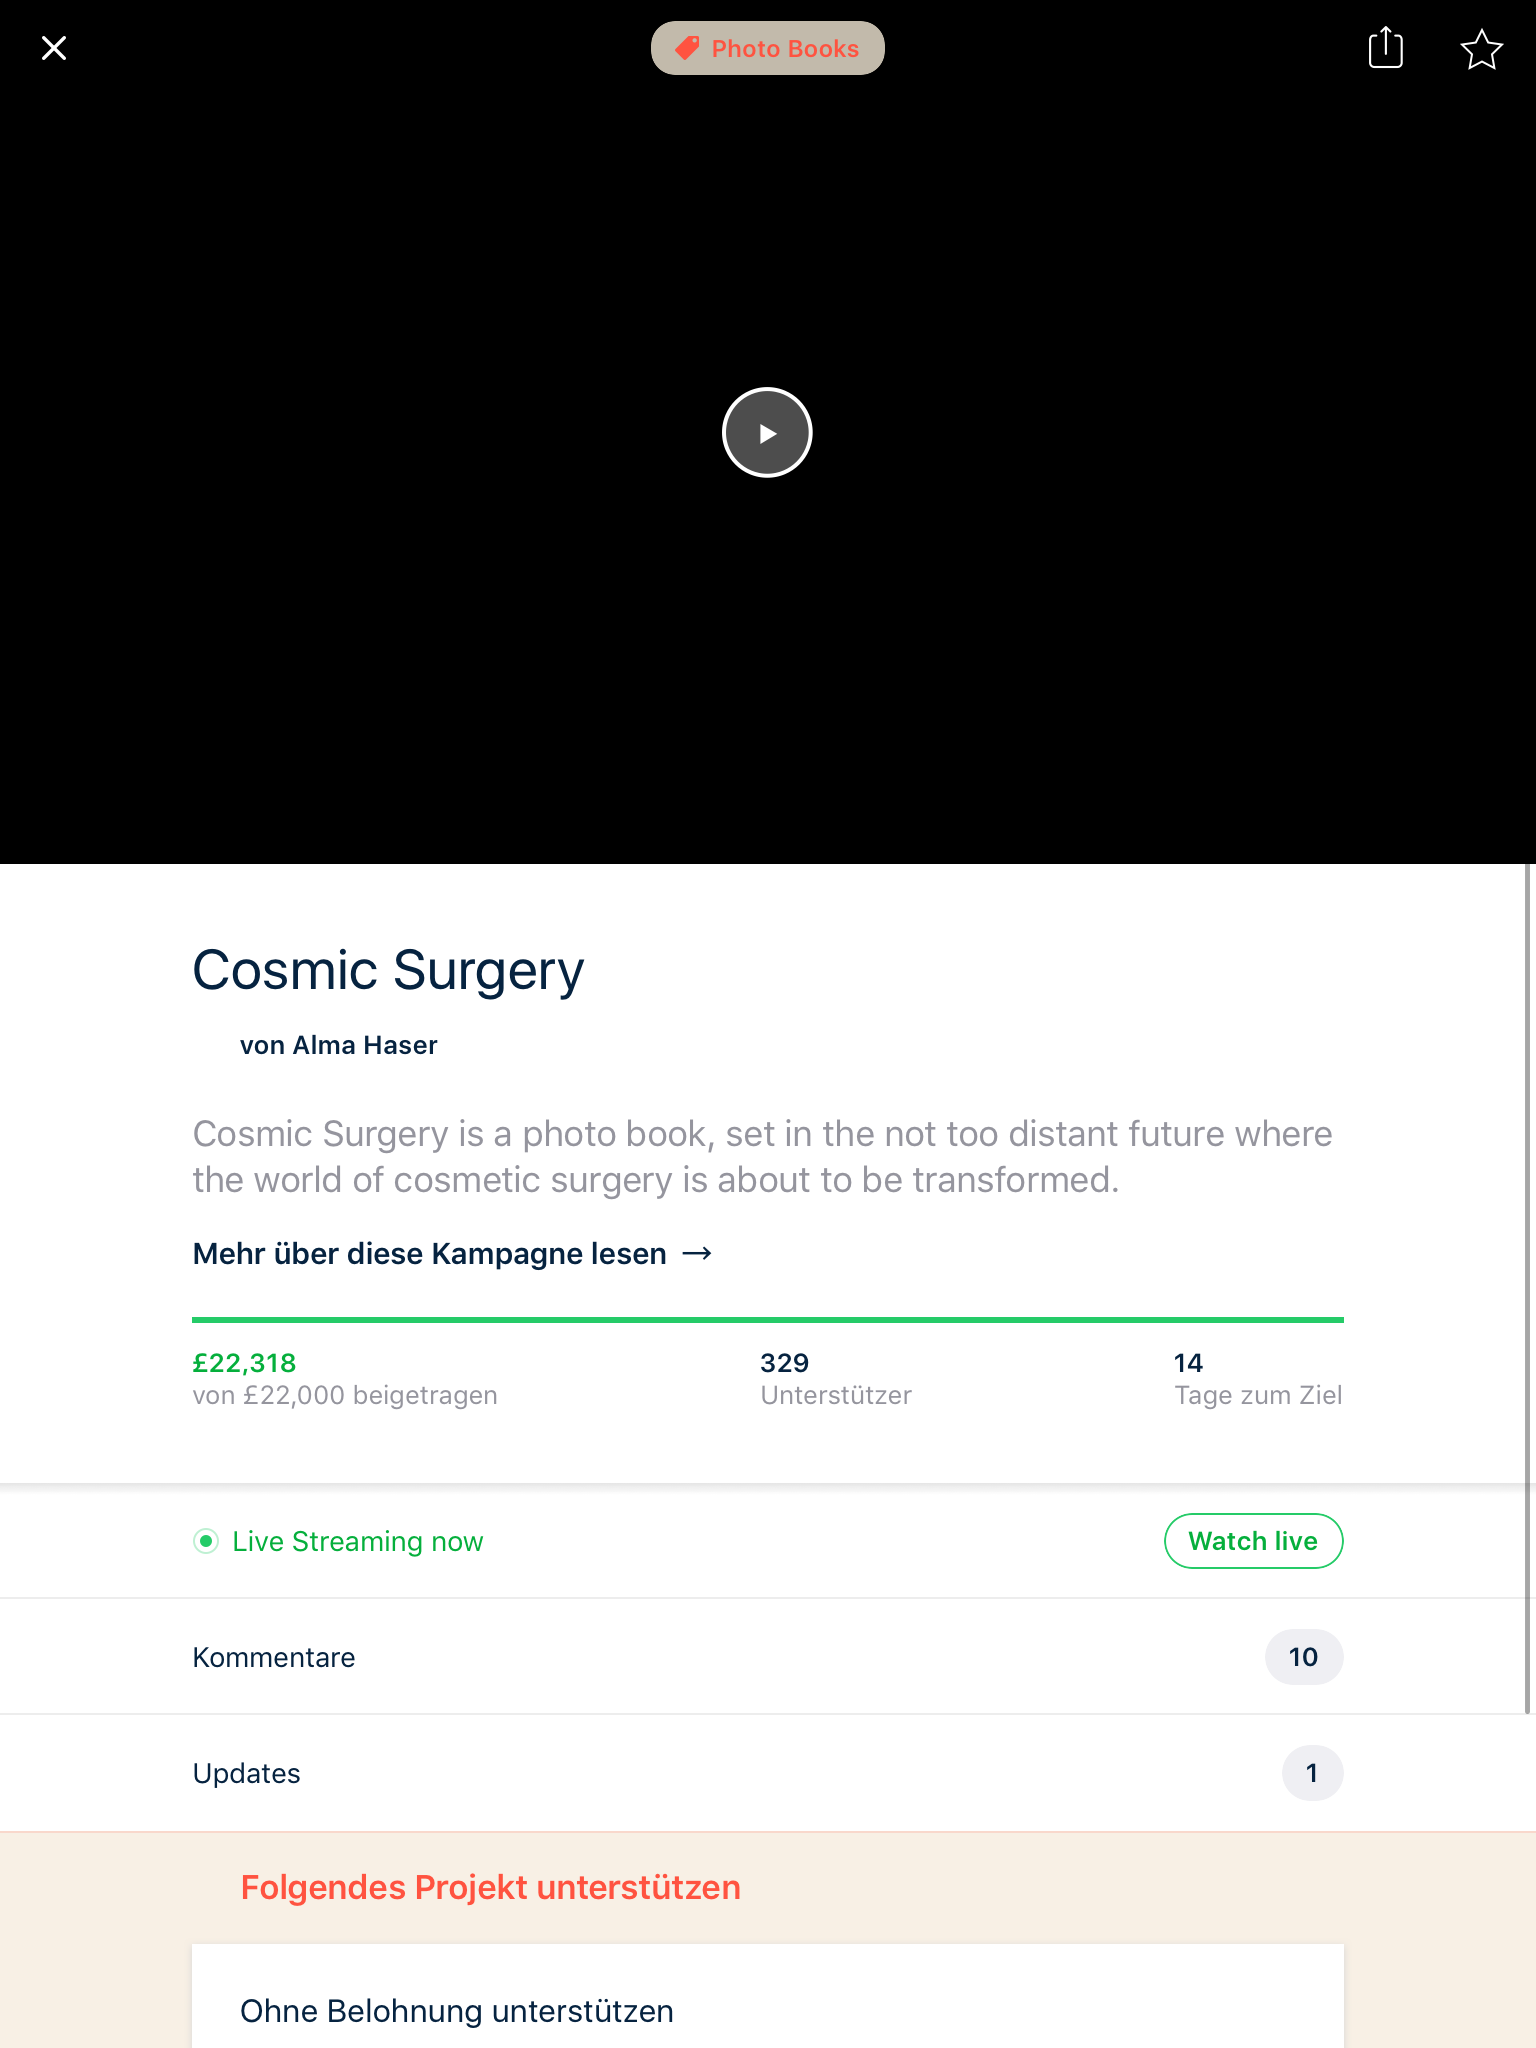 Photo Books
Cosmic Surgery
von Alma Haser
Cosmic Surgery is a photo book, set in the not too distant future where
the world of cosmetic surgery is about to be transformed.
Mehr über diese Kampagne lesen →
£22,318
von £22,000 beigetragen
329
Unterstützer
14
Tage zum Ziel
Live Streaming now
Watch live
Kommentare
10
Updates
1
Folgendes Projekt unterstützen
Ohne Belohnung unterstützen